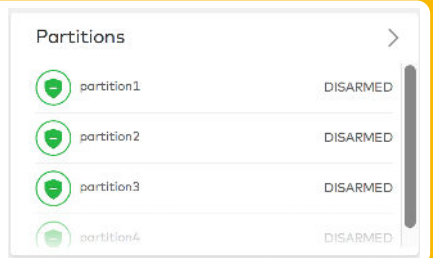 Partitions
partition1 DISARMED
partition2 DISARMED
partition3 DISARMED
partition4 DISARMED